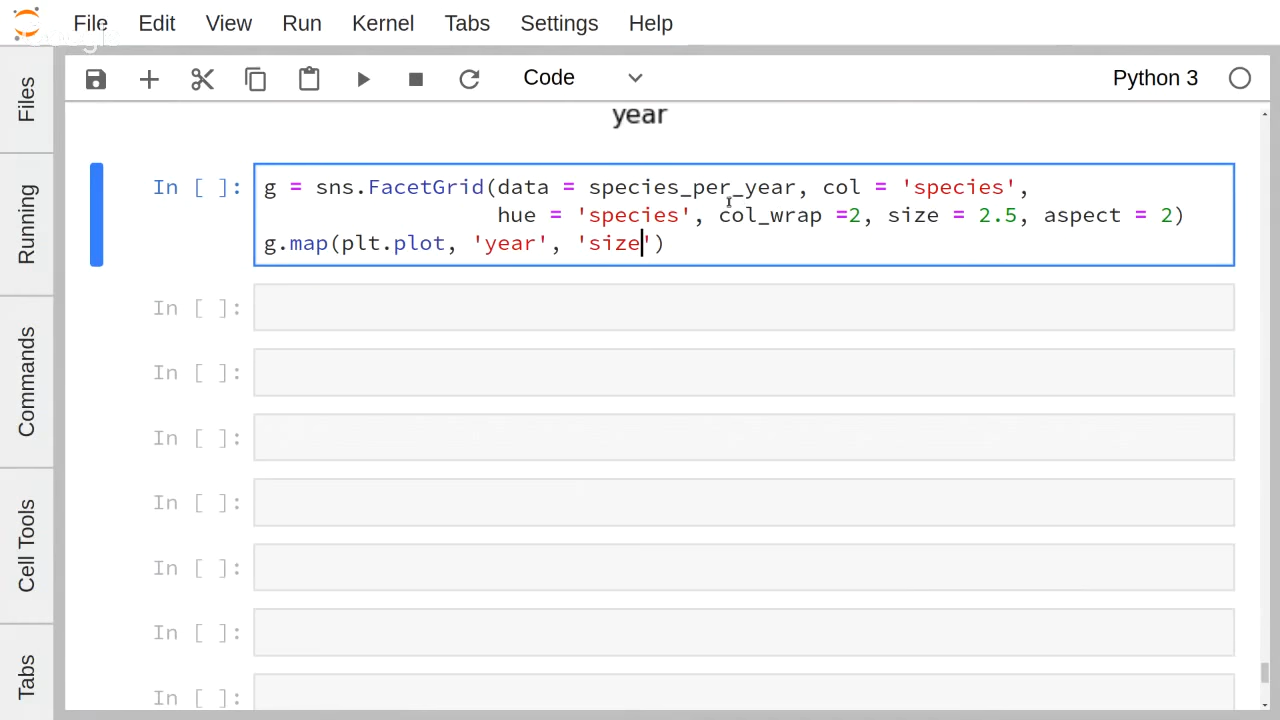 File Edit View Run Kernel Tabs Settings Help
Code
Python 3
Files
Running
Commands
Cell Tools
Tabs
year
In [ ]: g = sns.FacetGrid(data = species_per_year, col = 'species',
hue = 'species', col_wrap =2, size = 2.5, aspect = 2)
g.map(plt.plot, 'year', 'size')
In [ ]:
In [ ]:
In [ ]:
In [ ]:
In [ ]:
In [ ]:
In [ ]: